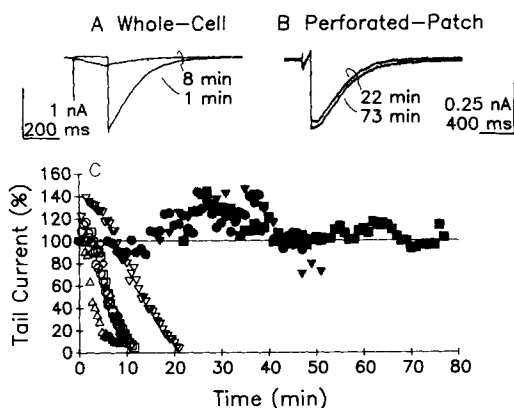 A Whole-Cell
B Perforated-Patch
8 min
1 min
1 nA
200 ms
22 min
73 min
0.25 nA
400 ms
C
160
140
120
100
80
60
40
20
0
Tail Current (%)
0 10 20 30 40 50 60 70 80
Time (min)